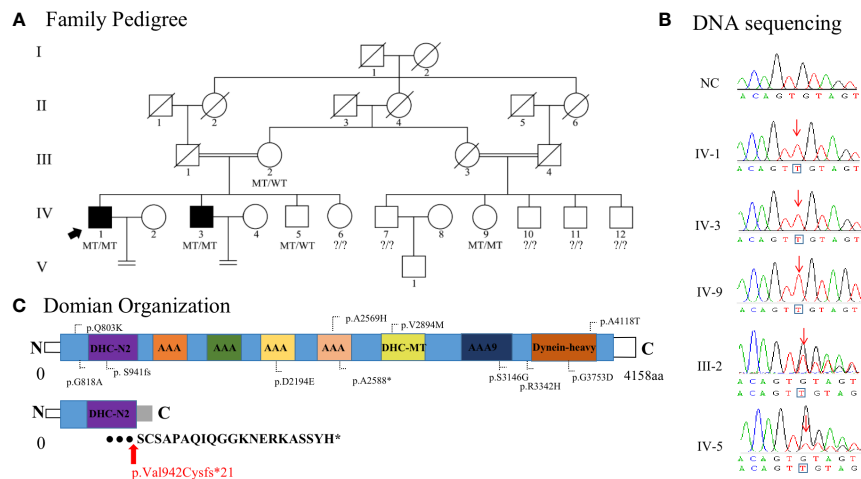 A Family Pedigree
I
1 2
II
1 2 3 4 5 6
III
1 2 3 4
MT/WT
IV
1 2 3 4 5 6 7 8 9 10 11 12
MT/MT MT/MT MT/WT ?/? ?/? MT/MT ?/? ?/? ?/?
V
1
B DNA sequencing
NC
A C A G T G T A G T
IV-1
A C A G T T G T A G T
IV-3
A C A G T T G T A G T
IV-9
A C A G T T G T A G T
III-2
A C A G T G T A G T
A C A G T T G T A G
IV-5
A C A G T G T A G T
A C A G T T G T A G
C Domian Organization
p.Q803K p.A2569H p.V2894M p.A4118T
N DHC-N2 AAA AAA AAA AAA DHC-MT AAA9 Dynein-heavy C
0 p.G818A p.S941fs p.D2194E p.A2588* p.S3146G p.R3342H p.G3753D 4158aa
N DHC-N2 C
0 •••SCSAPAQIQGGKNERKASSYH*
p.Val942Cysfs*21